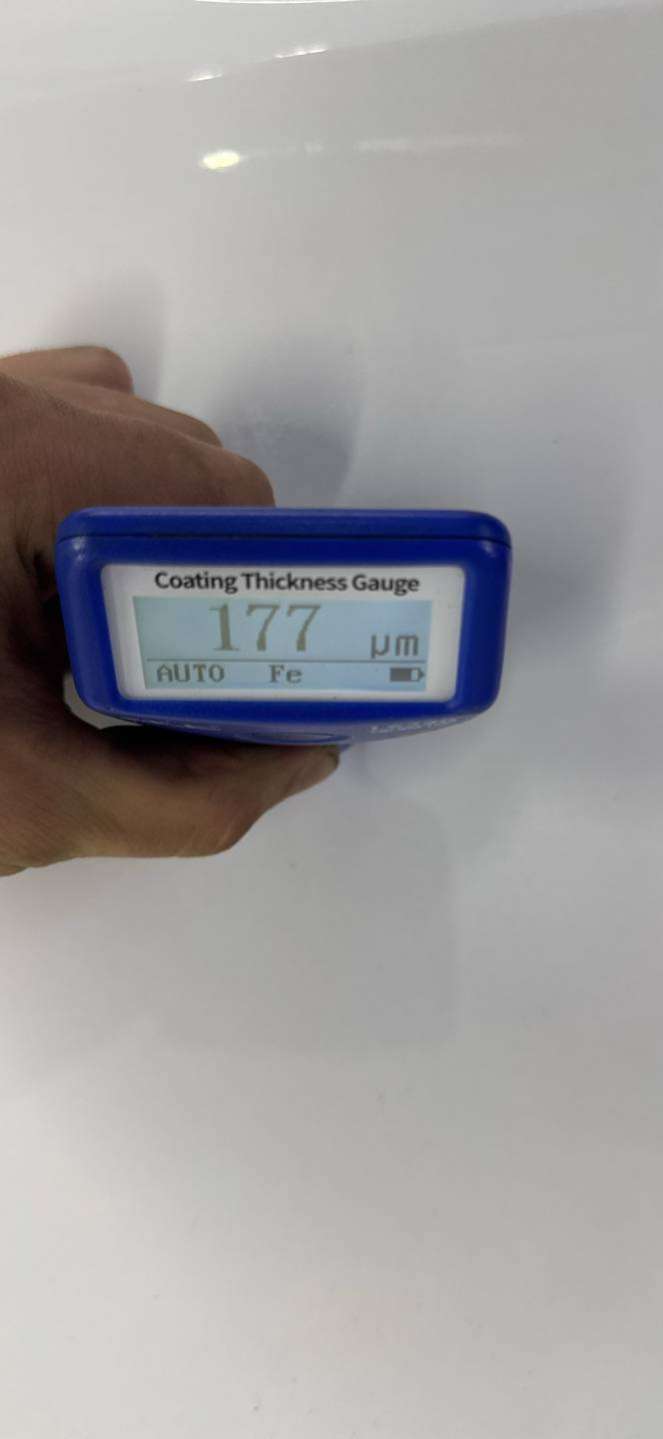 Coating Thickness Gauge
177 µm
AUTO Fe